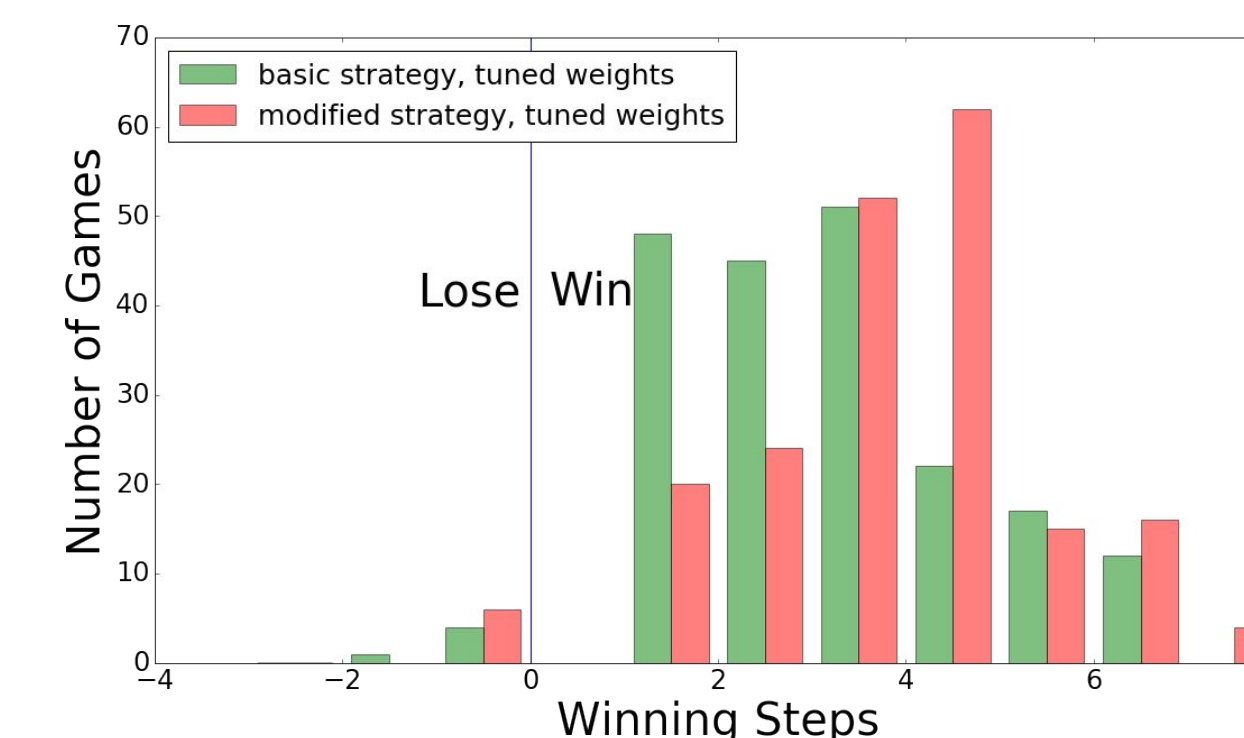 70
basic strategy, tuned weights
modified strategy, tuned weights
60
50
Lose Win
40
30
20
10
0
−4 −2 0 2 4 6
Number of Games
Winning Steps